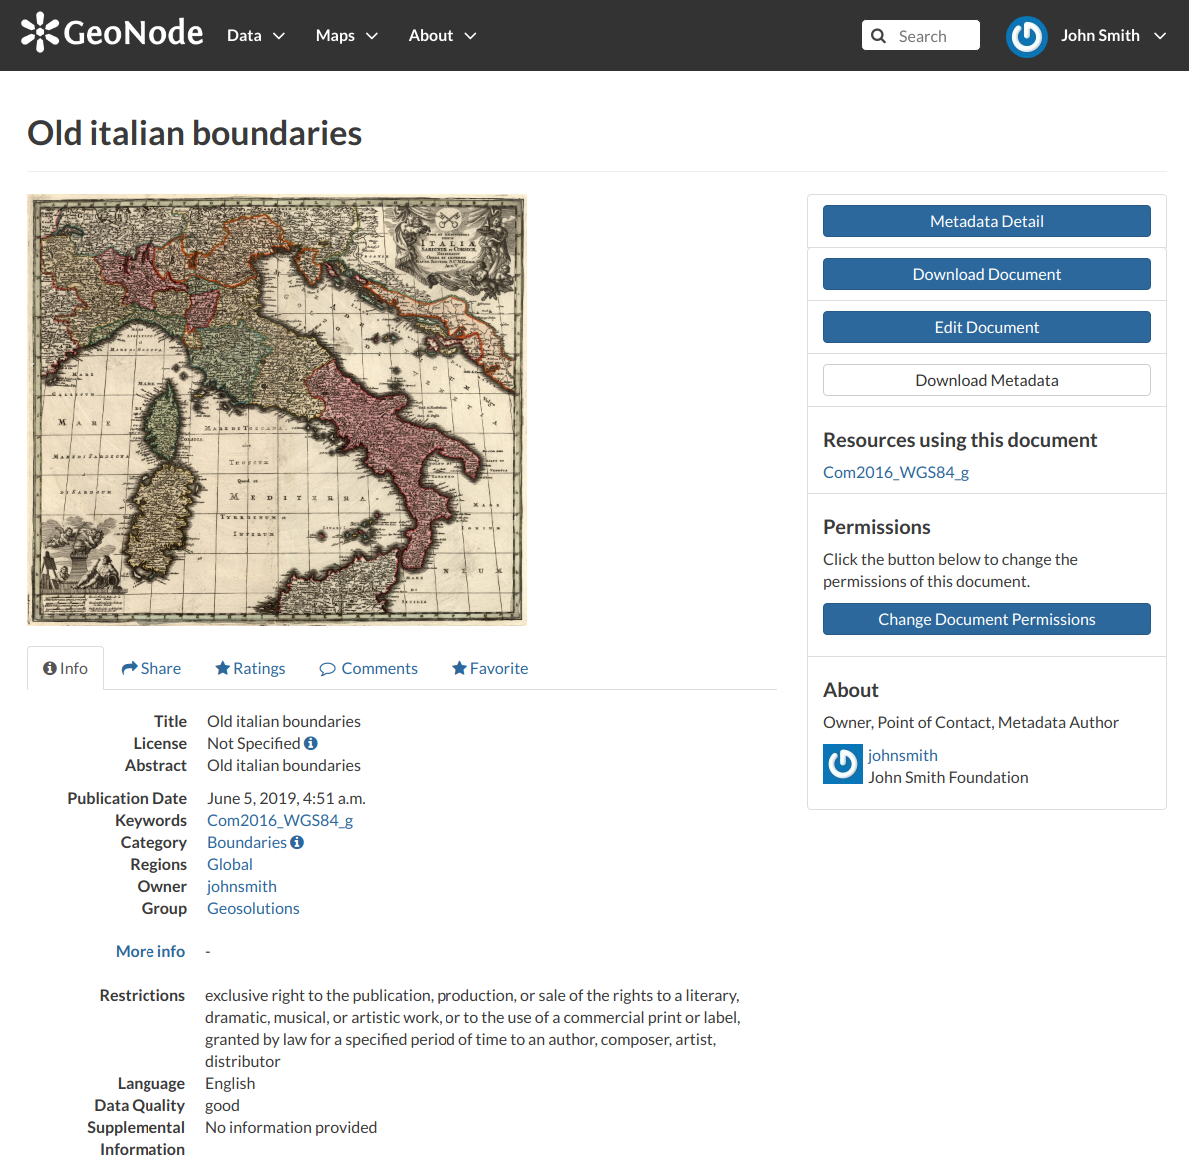 GeoNode Data Maps About Search John Smith
Old italian boundaries
ITALIÆ
Metadata Detail
Download Document
Edit Document
Download Metadata
Resources using this document
Com2016_WGS84_g
Permissions
Click the button below to change the
permissions of this document.
Change Document Permissions
About
Owner, Point of Contact, Metadata Author
johnsmith
John Smith Foundation
Info Share Ratings Comments Favorite
Title Old italian boundaries
License Not Specified
Abstract Old italian boundaries
Publication Date June 5, 2019, 4:51 a.m.
Keywords Com2016_WGS84_g
Category Boundaries
Regions Global
Owner johnsmith
Group Geosolutions
More info -
Restrictions exclusive right to the publication, production, or sale of the rights to a literary,
dramatic, musical, or artistic work, or to the use of a commercial print or label,
granted by law for a specified period of time to an author, composer, artist,
distributor
Language English
Data Quality good
Supplemental No information provided
Information